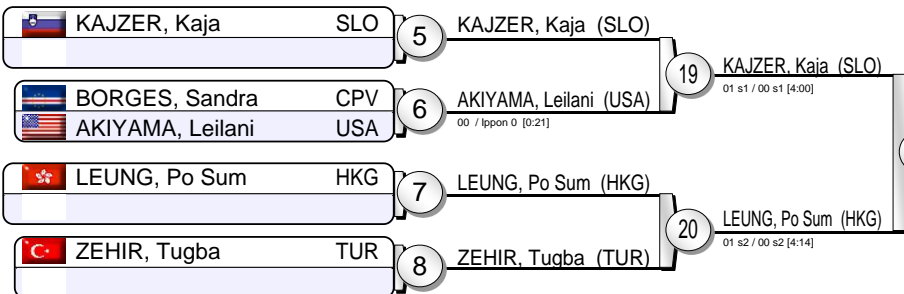 KAJZER, Kaja SLO
5
KAJZER, Kaja (SLO)
BORGES, Sandra CPV
AKIYAMA, Leilani USA
6
AKIYAMA, Leilani (USA)
00 / Ippon 0 [0:21]
19
KAJZER, Kaja (SLO)
01 s1 / 00 s1 [4:00]
LEUNG, Po Sum HKG
7
LEUNG, Po Sum (HKG)
ZEHIR, Tugba TUR
8
ZEHIR, Tugba (TUR)
20
LEUNG, Po Sum (HKG)
01 s2 / 00 s2 [4:14]